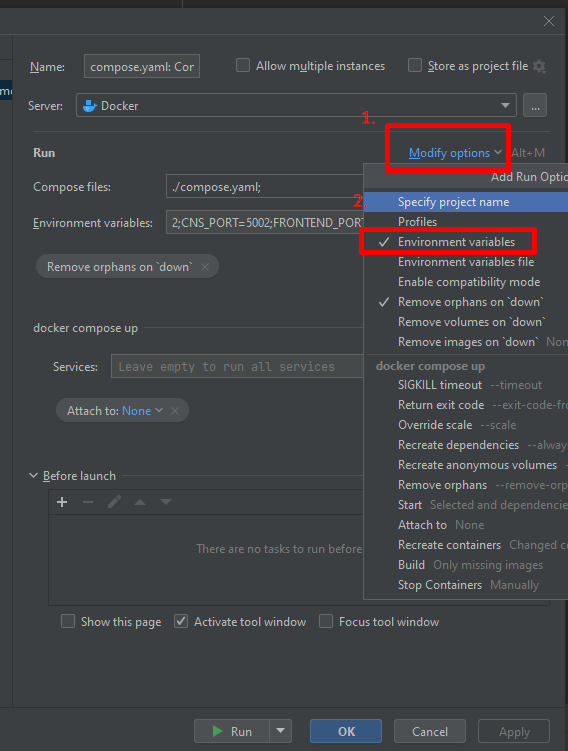 me
Name: compose.yaml: Cor Allow multiple instances Store as project file
Server: Docker ...
1.
Run Modify options Alt+M
Add Run Optio
Compose files: ./compose.yaml;
2. Specify project name
Profiles
Environment variables: 2;CNS_PORT=5002;FRONTEND_PORT
Environment variables
Environment variables file
Remove orphans on `down`
Enable compatibility mode
Remove orphans on `down`
Remove volumes on `down`
Remove images on `down` Non
docker compose up
docker compose up
Services: Leave empty to run all services
SIGKILL timeout --timeout
Return exit code --exit-code-fro
Attach to: None
Override scale --scale
Recreate dependencies --alway
Recreate anonymous volumes --
Before launch
Remove orphans --remove-orp
Start Selected and dependencie
Attach to None
Recreate containers Changed co
There are no tasks to run before
Build Only missing images
Stop Containers Manually
Show this page Activate tool window Focus tool window
Run OK Cancel Apply